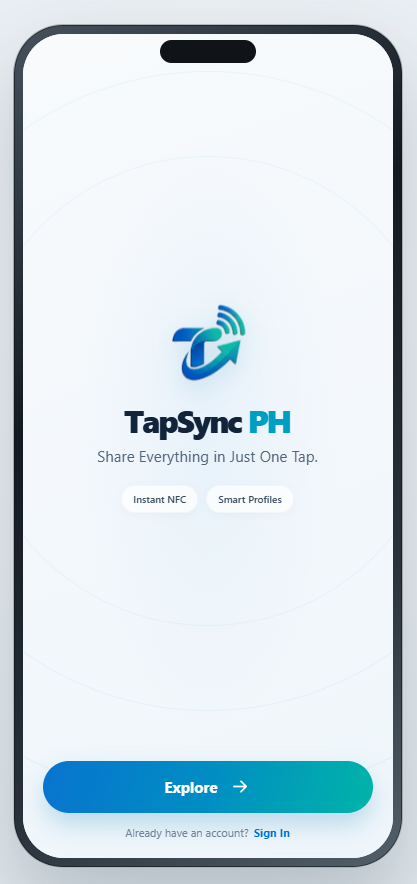 TapSync PH
Share Everything in Just One Tap.
Instant NFC Smart Profiles
Explore →
Already have an account? Sign In